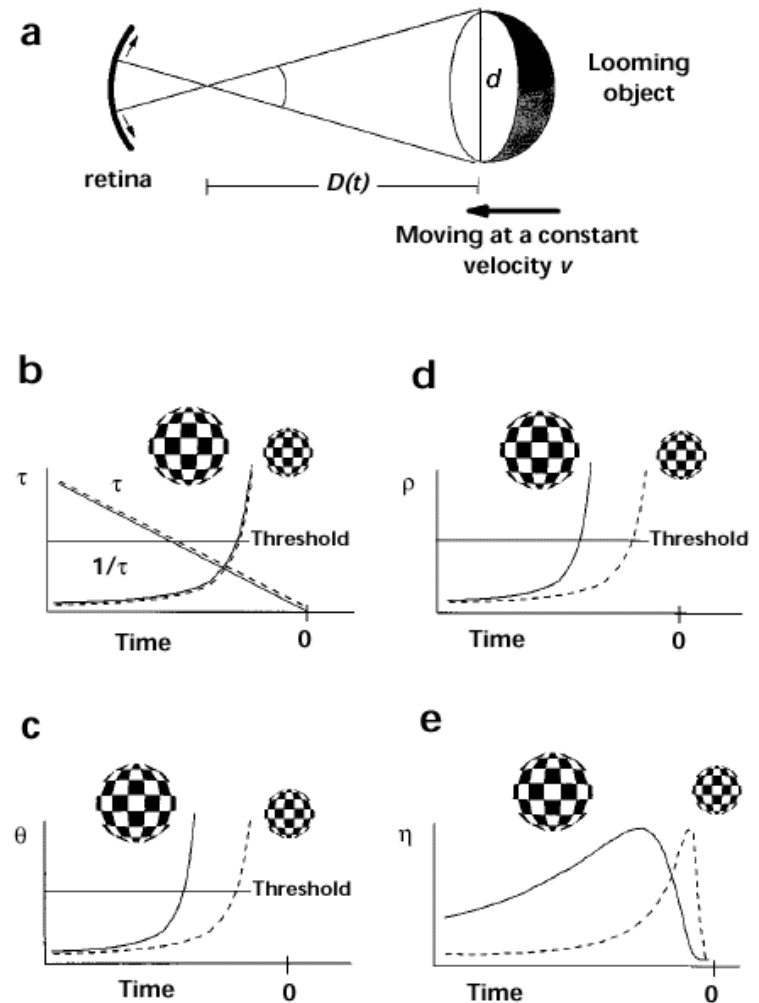 a
d
Looming
object
retina
D(t)
Moving at a constant
velocity v
b
τ
τ
Threshold
1/τ
Time
0
d
ρ
Threshold
Time
0
c
θ
Threshold
Time
0
e
η
Time
0